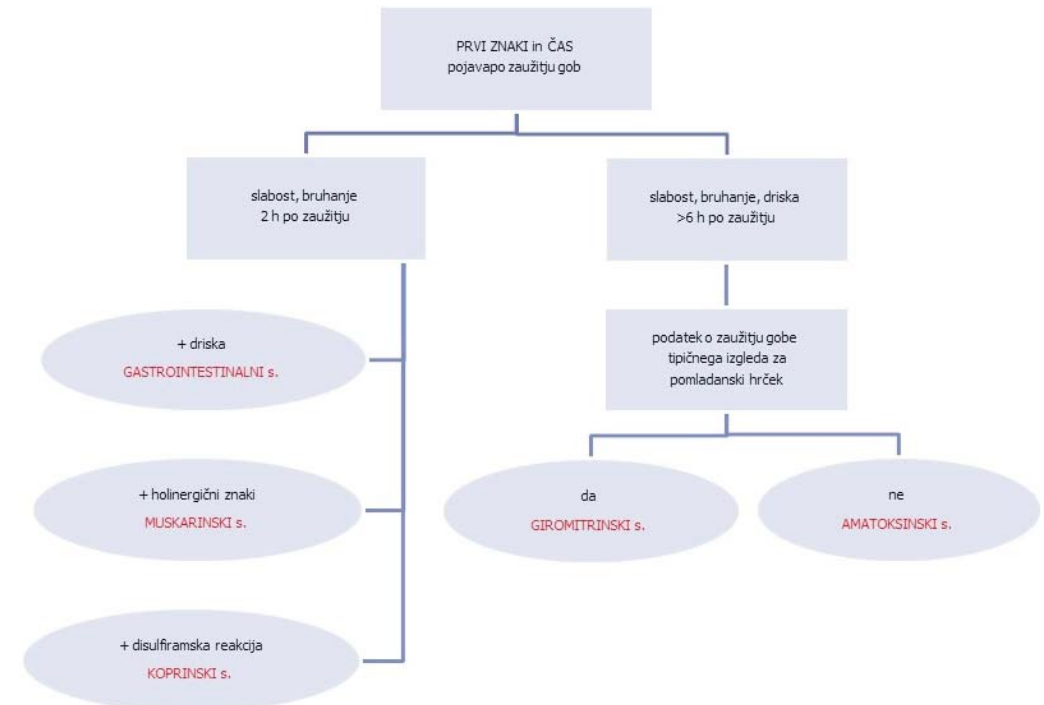 PRVI ZNAKI in ČAS
pojavapo zaužitju gob
slabost, bruhanje
2 h po zaužitju
slabost, bruhanje, driska
>6 h po zaužitju
+ driska
GASTROINTESTINALNI s.
podatek o zaužitju gobe
tipičnega izgleda za
pomladanski hrček
+ holinergični znaki
MUSKARINSKI s.
da
GIROMITRINSKI s.
ne
AMATOKSINSKI s.
+ disulfiramska reakcija
KOPRINSKI s.